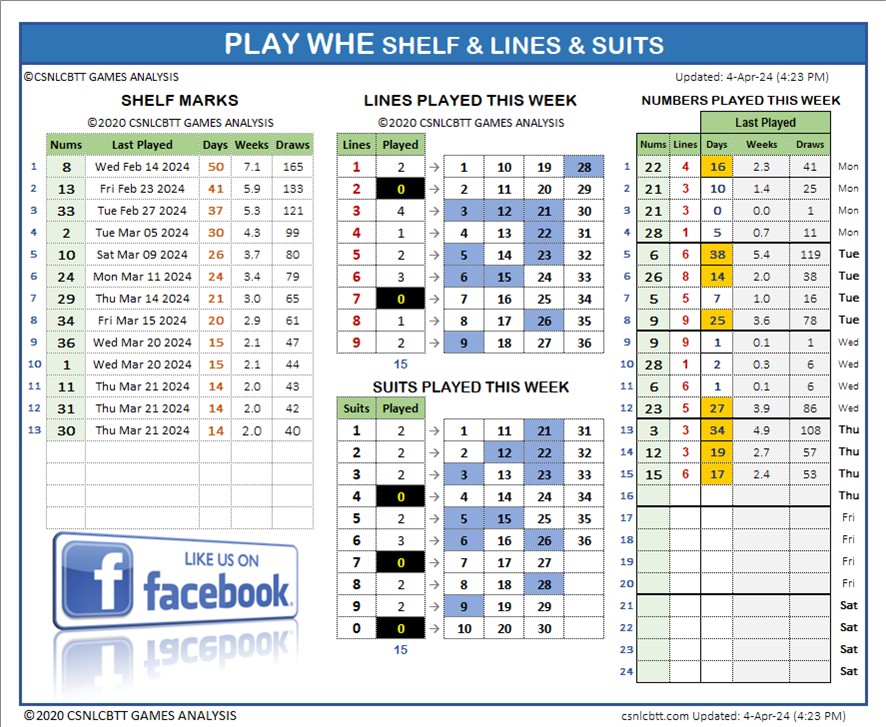 PLAY WHE SHELF & LINES & SUITS
©CSNLCBTT GAMES ANALYSIS
Updated: 4-Apr-24 (4:23 PM)
SHELF MARKS
©2020 CSNLCBTT GAMES ANALYSIS
Nums Last Played Days Weeks Draws
1 8 Wed Feb 14 2024 50 7.1 165
2 13 Fri Feb 23 2024 41 5.9 133
3 33 Tue Feb 27 2024 37 5.3 121
4 2 Tue Mar 05 2024 30 4.3 99
5 10 Sat Mar 09 2024 26 3.7 80
6 24 Mon Mar 11 2024 24 3.4 79
7 29 Thu Mar 14 2024 21 3.0 65
8 34 Fri Mar 15 2024 20 2.9 61
9 36 Wed Mar 20 2024 15 2.1 47
10 1 Wed Mar 20 2024 15 2.1 44
11 11 Thu Mar 21 2024 14 2.0 43
12 31 Thu Mar 21 2024 14 2.0 42
13 30 Thu Mar 21 2024 14 2.0 40
LIKE US ON
facebook.
LINES PLAYED THIS WEEK
©2020 CSNLCBTT GAMES ANALYSIS
Lines Played
1 2 → 1 10 19 28
2 0 → 2 11 20 29
3 4 → 3 12 21 30
4 1 → 4 13 22 31
5 2 → 5 14 23 32
6 3 → 6 15 24 33
7 0 → 7 16 25 34
8 1 → 8 17 26 35
9 2 → 9 18 27 36
15
SUITS PLAYED THIS WEEK
Suits Played
1 2 → 1 11 21 31
2 2 → 2 12 22 32
3 2 → 3 13 23 33
4 0 → 4 14 24 34
5 2 → 5 15 25 35
6 3 → 6 16 26 36
7 0 → 7 17 27
8 2 → 8 18 28
9 2 → 9 19 29
0 0 → 10 20 30
15
NUMBERS PLAYED THIS WEEK
Last Played
Nums Lines Days Weeks Draws
1 22 4 16 2.3 41 Mon
2 21 3 10 1.4 25 Mon
3 21 3 0 0.0 1 Mon
4 28 1 5 0.7 11 Mon
5 6 6 38 5.4 119 Tue
6 26 8 14 2.0 38 Tue
7 5 5 7 1.0 16 Tue
8 9 9 25 3.6 78 Tue
9 9 9 1 0.1 1 Wed
10 28 1 2 0.3 6 Wed
11 6 6 1 0.1 6 Wed
12 23 5 27 3.9 86 Wed
13 3 3 34 4.9 108 Thu
14 12 3 19 2.7 57 Thu
15 15 6 17 2.4 53 Thu
16 Thu
17 Fri
18 Fri
19 Fri
20 Fri
21 Sat
22 Sat
23 Sat
24 Sat
©2020 CSNLCBTT GAMES ANALYSIS
csnlcbtt.com Updated: 4-Apr-24 (4:23 PM)